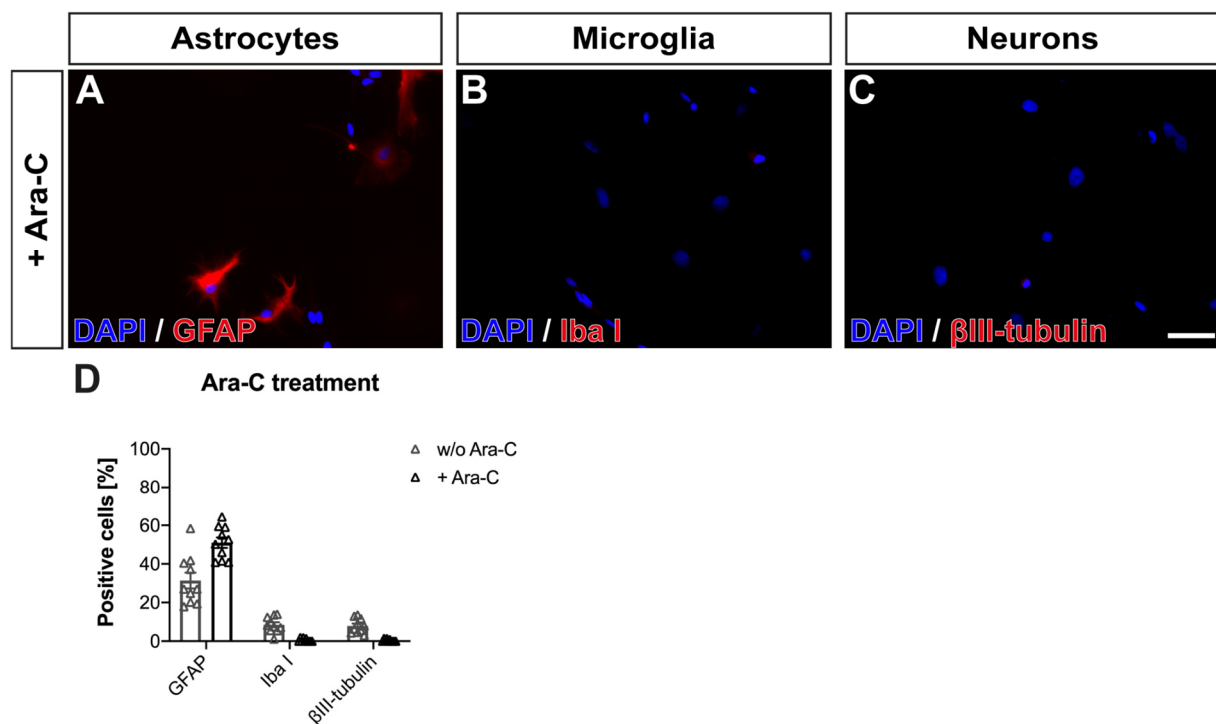 Astrocytes
Microglia
Neurons
+ Ara-C
A
B
C
DAPI / GFAP
DAPI / Iba I
DAPI / βIII-tubulin
D
Ara-C treatment
w/o Ara-C
+ Ara-C
Positive cells [%]
100
80
60
40
20
0
GFAP
Iba I
βIII-tubulin